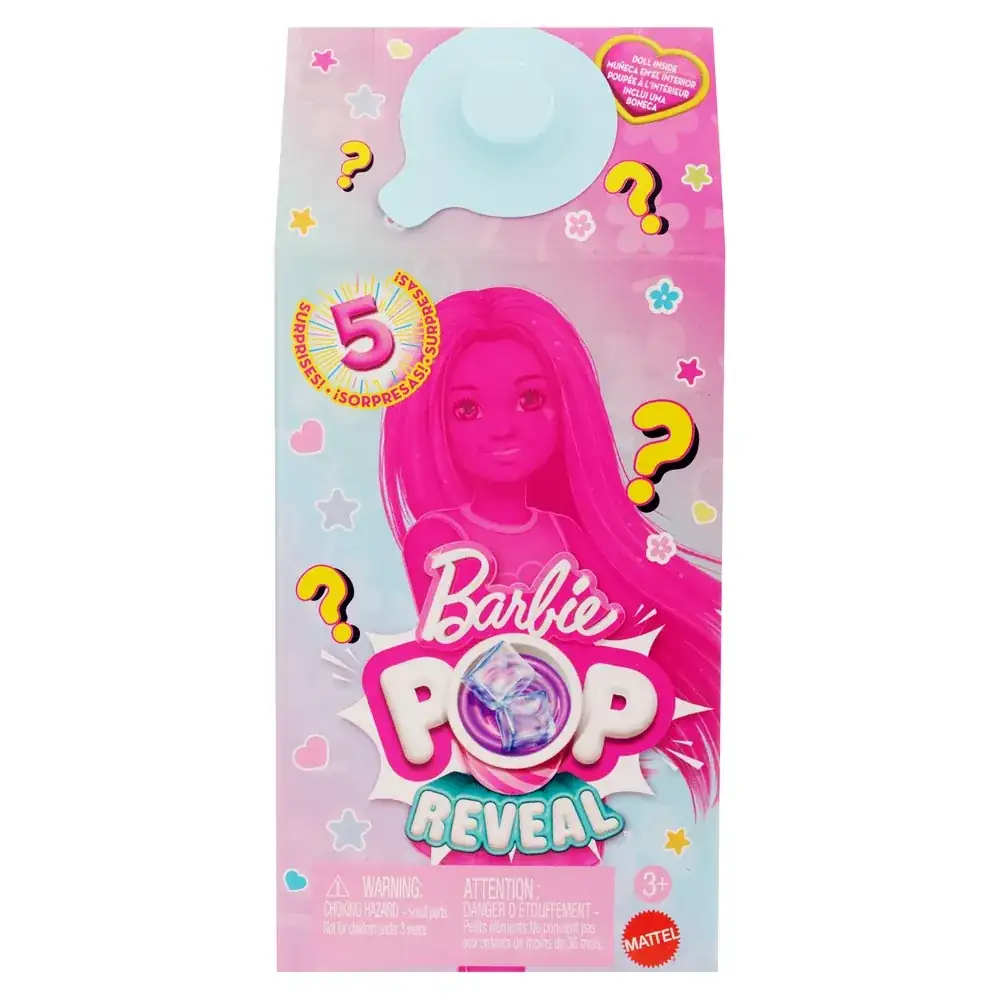 DOLL INSIDE
MUÑECA EN EL INTERIOR
POUPÉE À L'INTÉRIEUR
INCLUI UMA
BONECA
5
SURPRISES! • ¡SORPRESAS! • SURPRESAS!
Barbie
POP
REVEAL
WARNING:
CHOKING HAZARD – Small parts.
Not for children under 3 years.
ATTENTION :
DANGER D'ÉTOUFFEMENT –
Petits éléments. Ne convient pas
aux enfants de moins de 36 mois.
3+
MATTEL